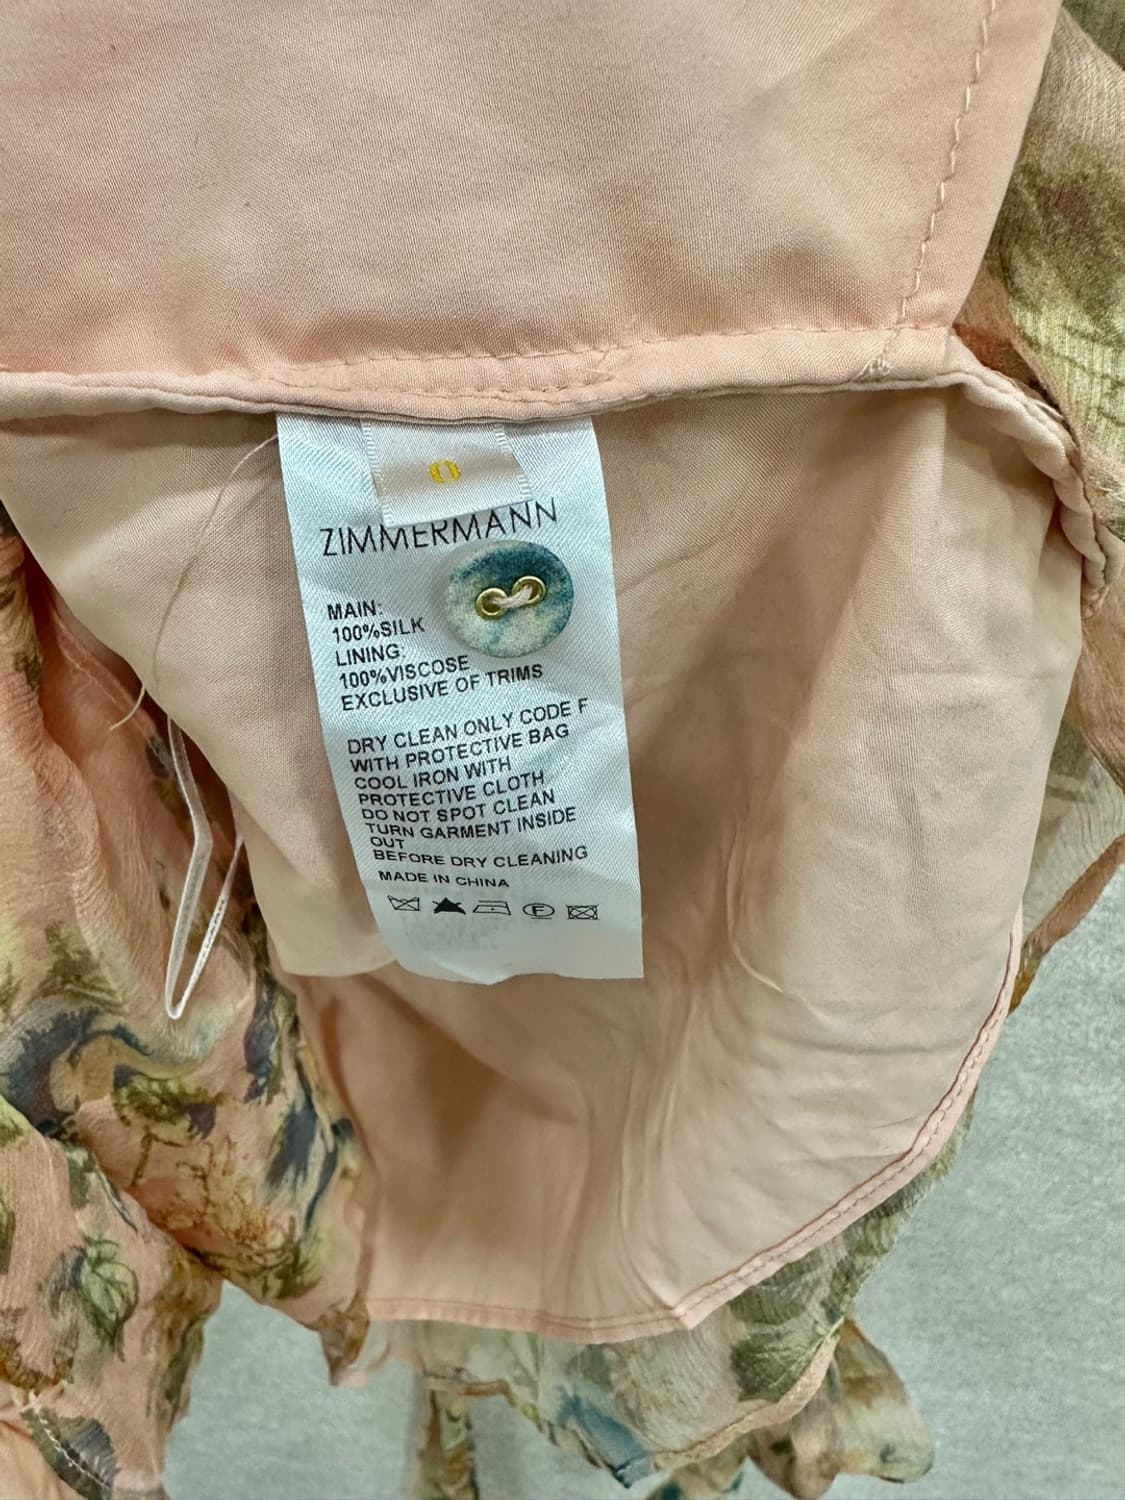 0
ZIMMERMANN
MAIN:
100%SILK
LINING:
100%VISCOSE
EXCLUSIVE OF TRIMS
DRY CLEAN ONLY CODE F
WITH PROTECTIVE BAG
COOL IRON WITH
PROTECTIVE CLOTH
DO NOT SPOT CLEAN
TURN GARMENT INSIDE
OUT
BEFORE DRY CLEANING
MADE IN CHINA
F